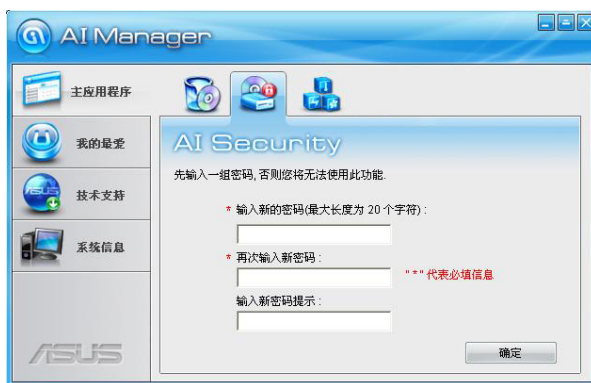 AI Manager
主应用程序
我的最爱
技术支持
系统信息
ASUS
AI Security
先输入一组密码, 否则您将无法使用此功能.
* 输入新的密码(最大长度为 20 个字符) :
* 再次输入新密码 :
"*" 代表必填信息
输入新密码提示 :
确定